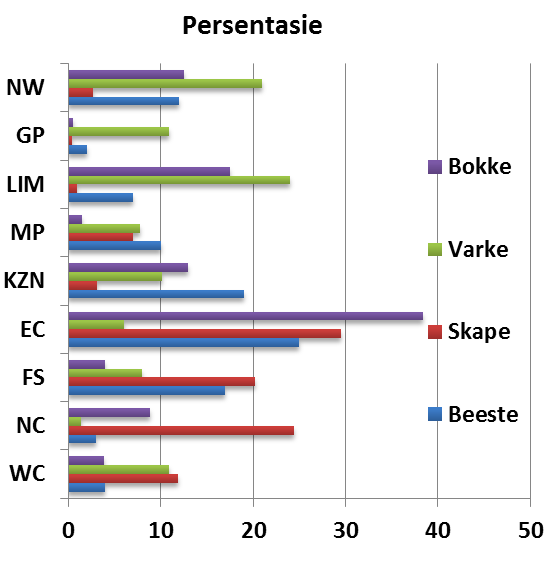 Persentasie
NW
GP
LIM
MP
KZN
EC
FS
NC
WC
Bokke
Varke
Skape
Beeste
0 10 20 30 40 50